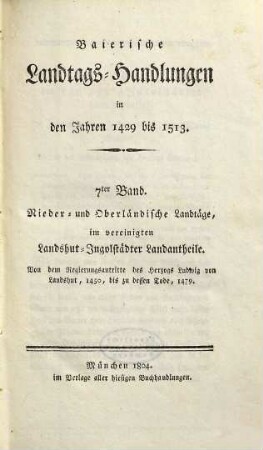 Baierische
Landtags-Handlungen
in
den Jahren 1429 bis 1513.
7ter Band.
Nieder- und Oberländische Landtäge,
im vereinigten
Landshut-Ingolstädter Landantheile.
Von dem Regierungsantritte des Herzogs Ludwig von
Landshut, 1450, bis zu deßen Tode, 1479.
München 1804.
im Verlage aller hiesigen Buchhandlungen.